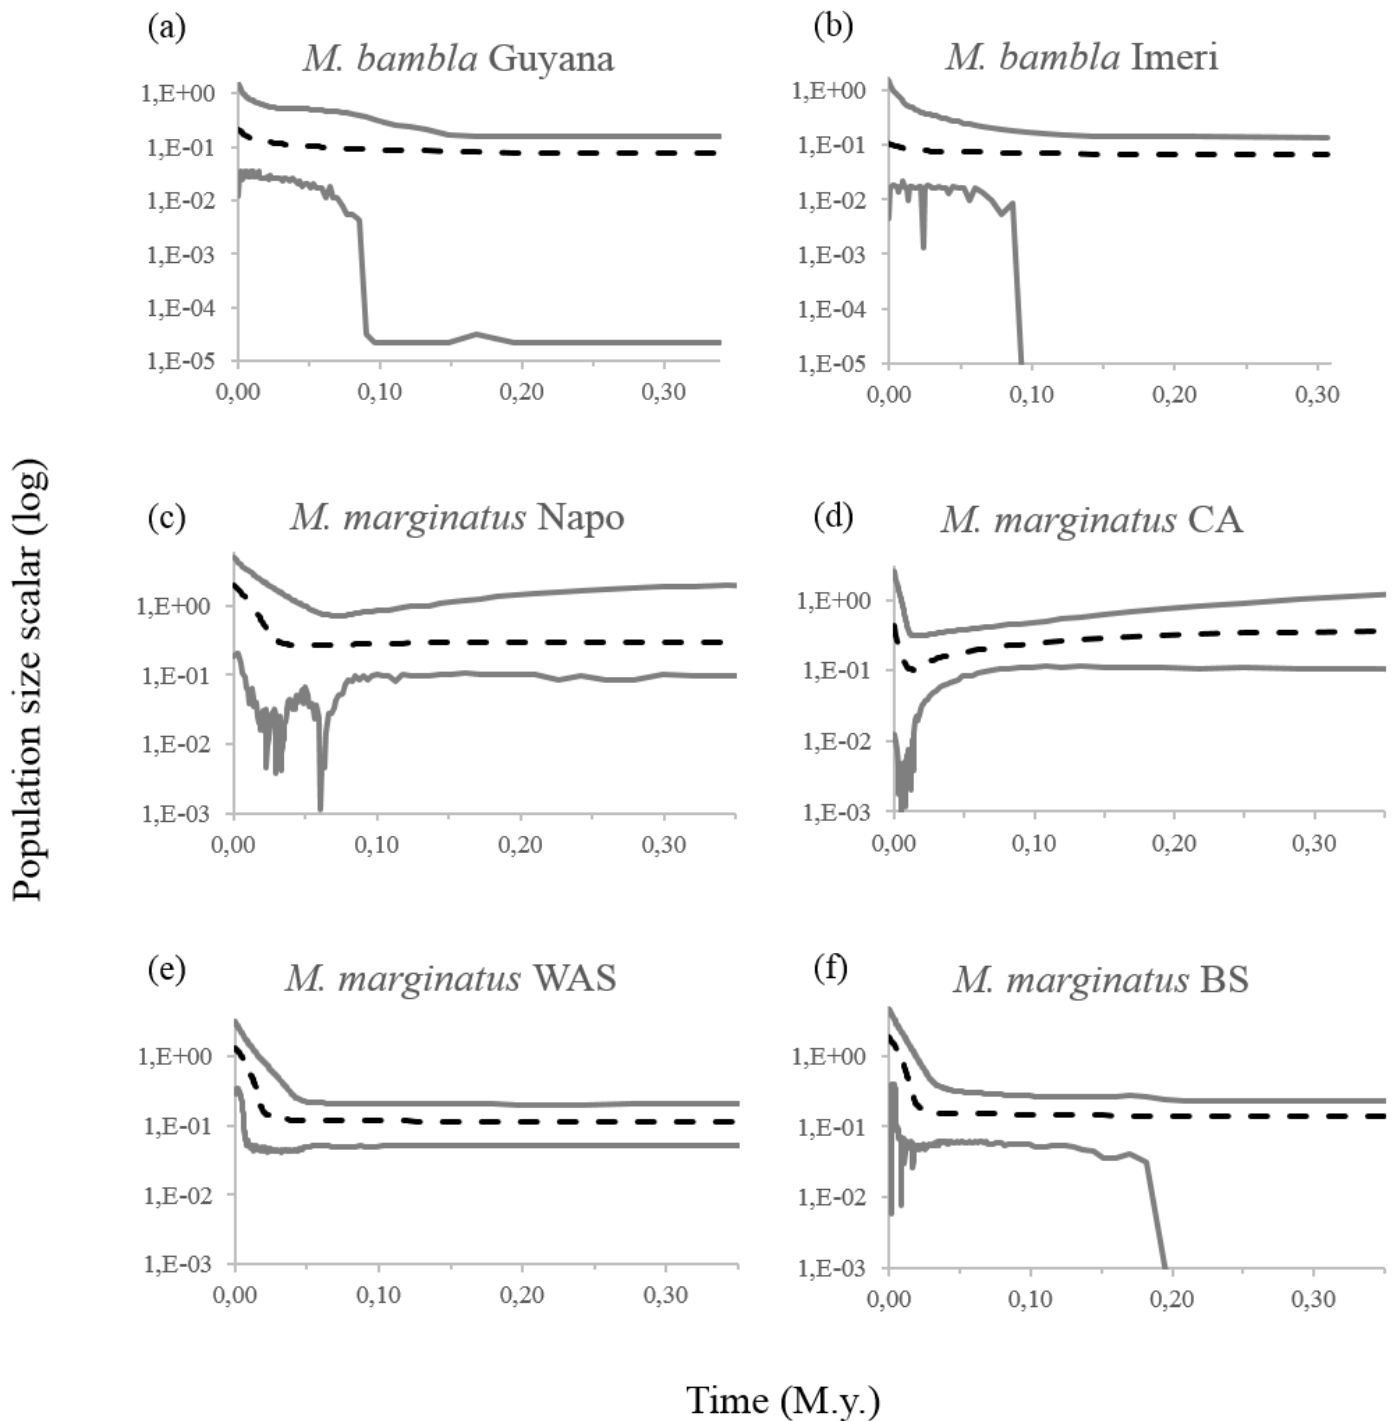 (a)
M. bambla Guyana
1,E+00
1,E-01
1,E-02
1,E-03
1,E-04
1,E-05
0,00 0,10 0,20 0,30
(b)
M. bambla Imeri
1,E+00
1,E-01
1,E-02
1,E-03
1,E-04
1,E-05
0,00 0,10 0,20 0,30
Population size scalar (log)
(c)
M. marginatus Napo
1,E+00
1,E-01
1,E-02
1,E-03
0,00 0,10 0,20 0,30
(d)
M. marginatus CA
1,E+00
1,E-01
1,E-02
1,E-03
0,00 0,10 0,20 0,30
(e)
M. marginatus WAS
1,E+00
1,E-01
1,E-02
1,E-03
0,00 0,10 0,20 0,30
(f)
M. marginatus BS
1,E+00
1,E-01
1,E-02
1,E-03
0,00 0,10 0,20 0,30
Time (M.y.)